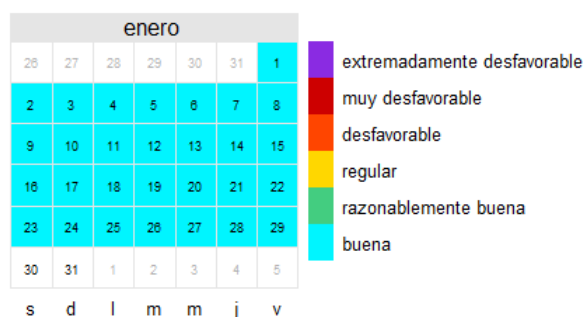 enero
26 27 28 29 30 31 1
2 3 4 5 6 7 8
9 10 11 12 13 14 15
16 17 18 19 20 21 22
23 24 25 26 27 28 29
30 31 1 2 3 4 5
s d l m m j v
extremadamente desfavorable
muy desfavorable
desfavorable
regular
razonablemente buena
buena